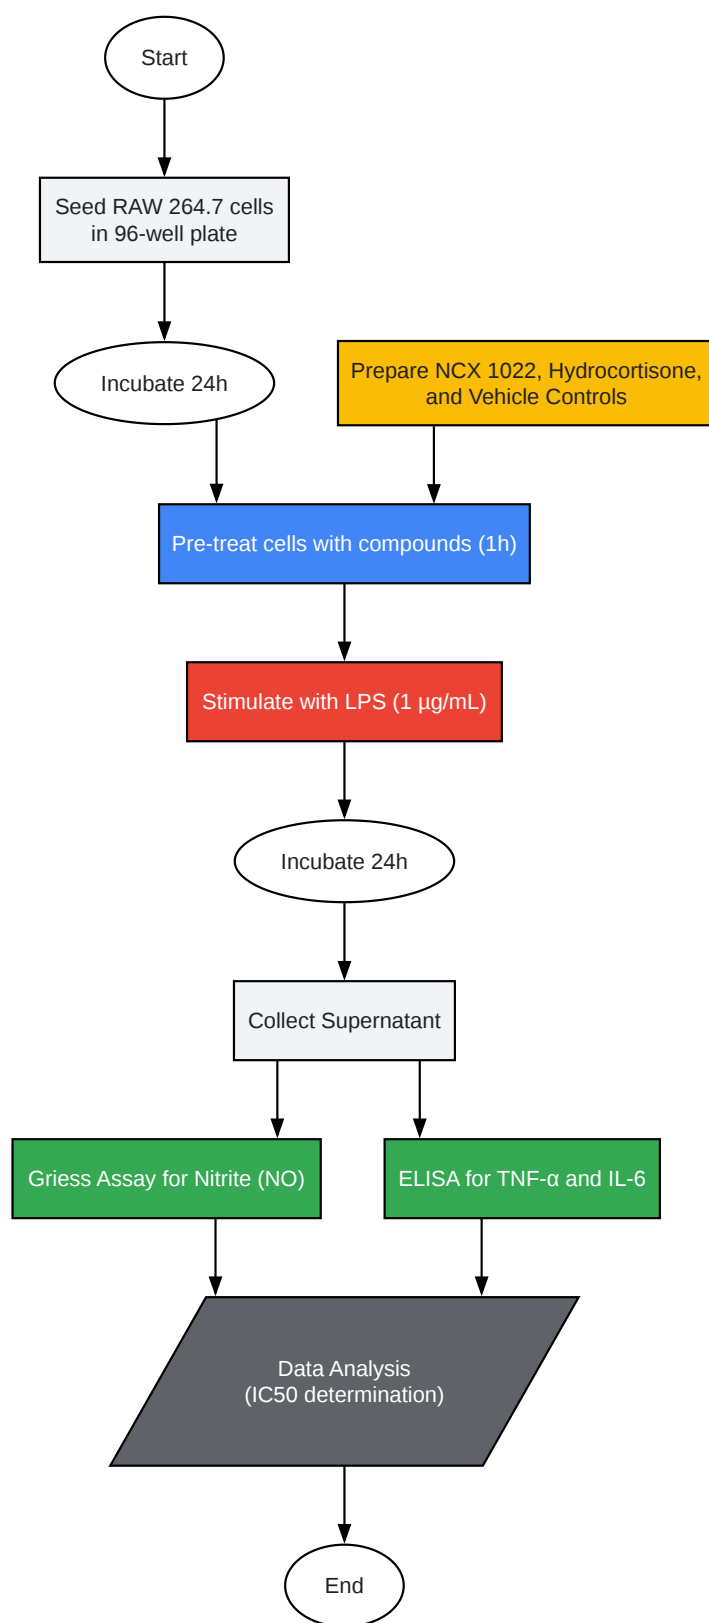 Start
Seed RAW 264.7 cells
in 96-well plate
Incubate 24h
Prepare NCX 1022, Hydrocortisone,
and Vehicle Controls
Pre-treat cells with compounds (1h)
Stimulate with LPS (1 µg/mL)
Incubate 24h
Collect Supernatant
Griess Assay for Nitrite (NO)
ELISA for TNF-α and IL-6
Data Analysis
(IC50 determination)
End